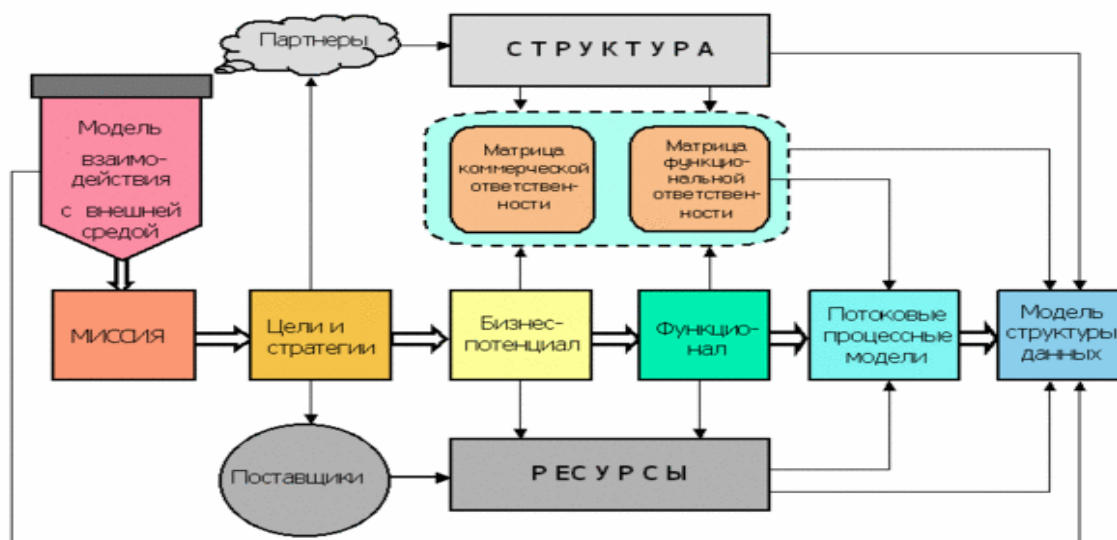 Партнеры
СТРУКТУРА
Модель
взаимо-
действия
с внешней
средой
Матрица
коммерческой
ответствен-
ности
Матрица
функцио-
нальной
ответствен-
ности
МИССИЯ
Цели и
стратегии
Бизнес-
потенциал
Функцио-
нал
Потоковые
процессные
модели
Модель
структуры
данных
Поставщики
РЕСУРСЫ